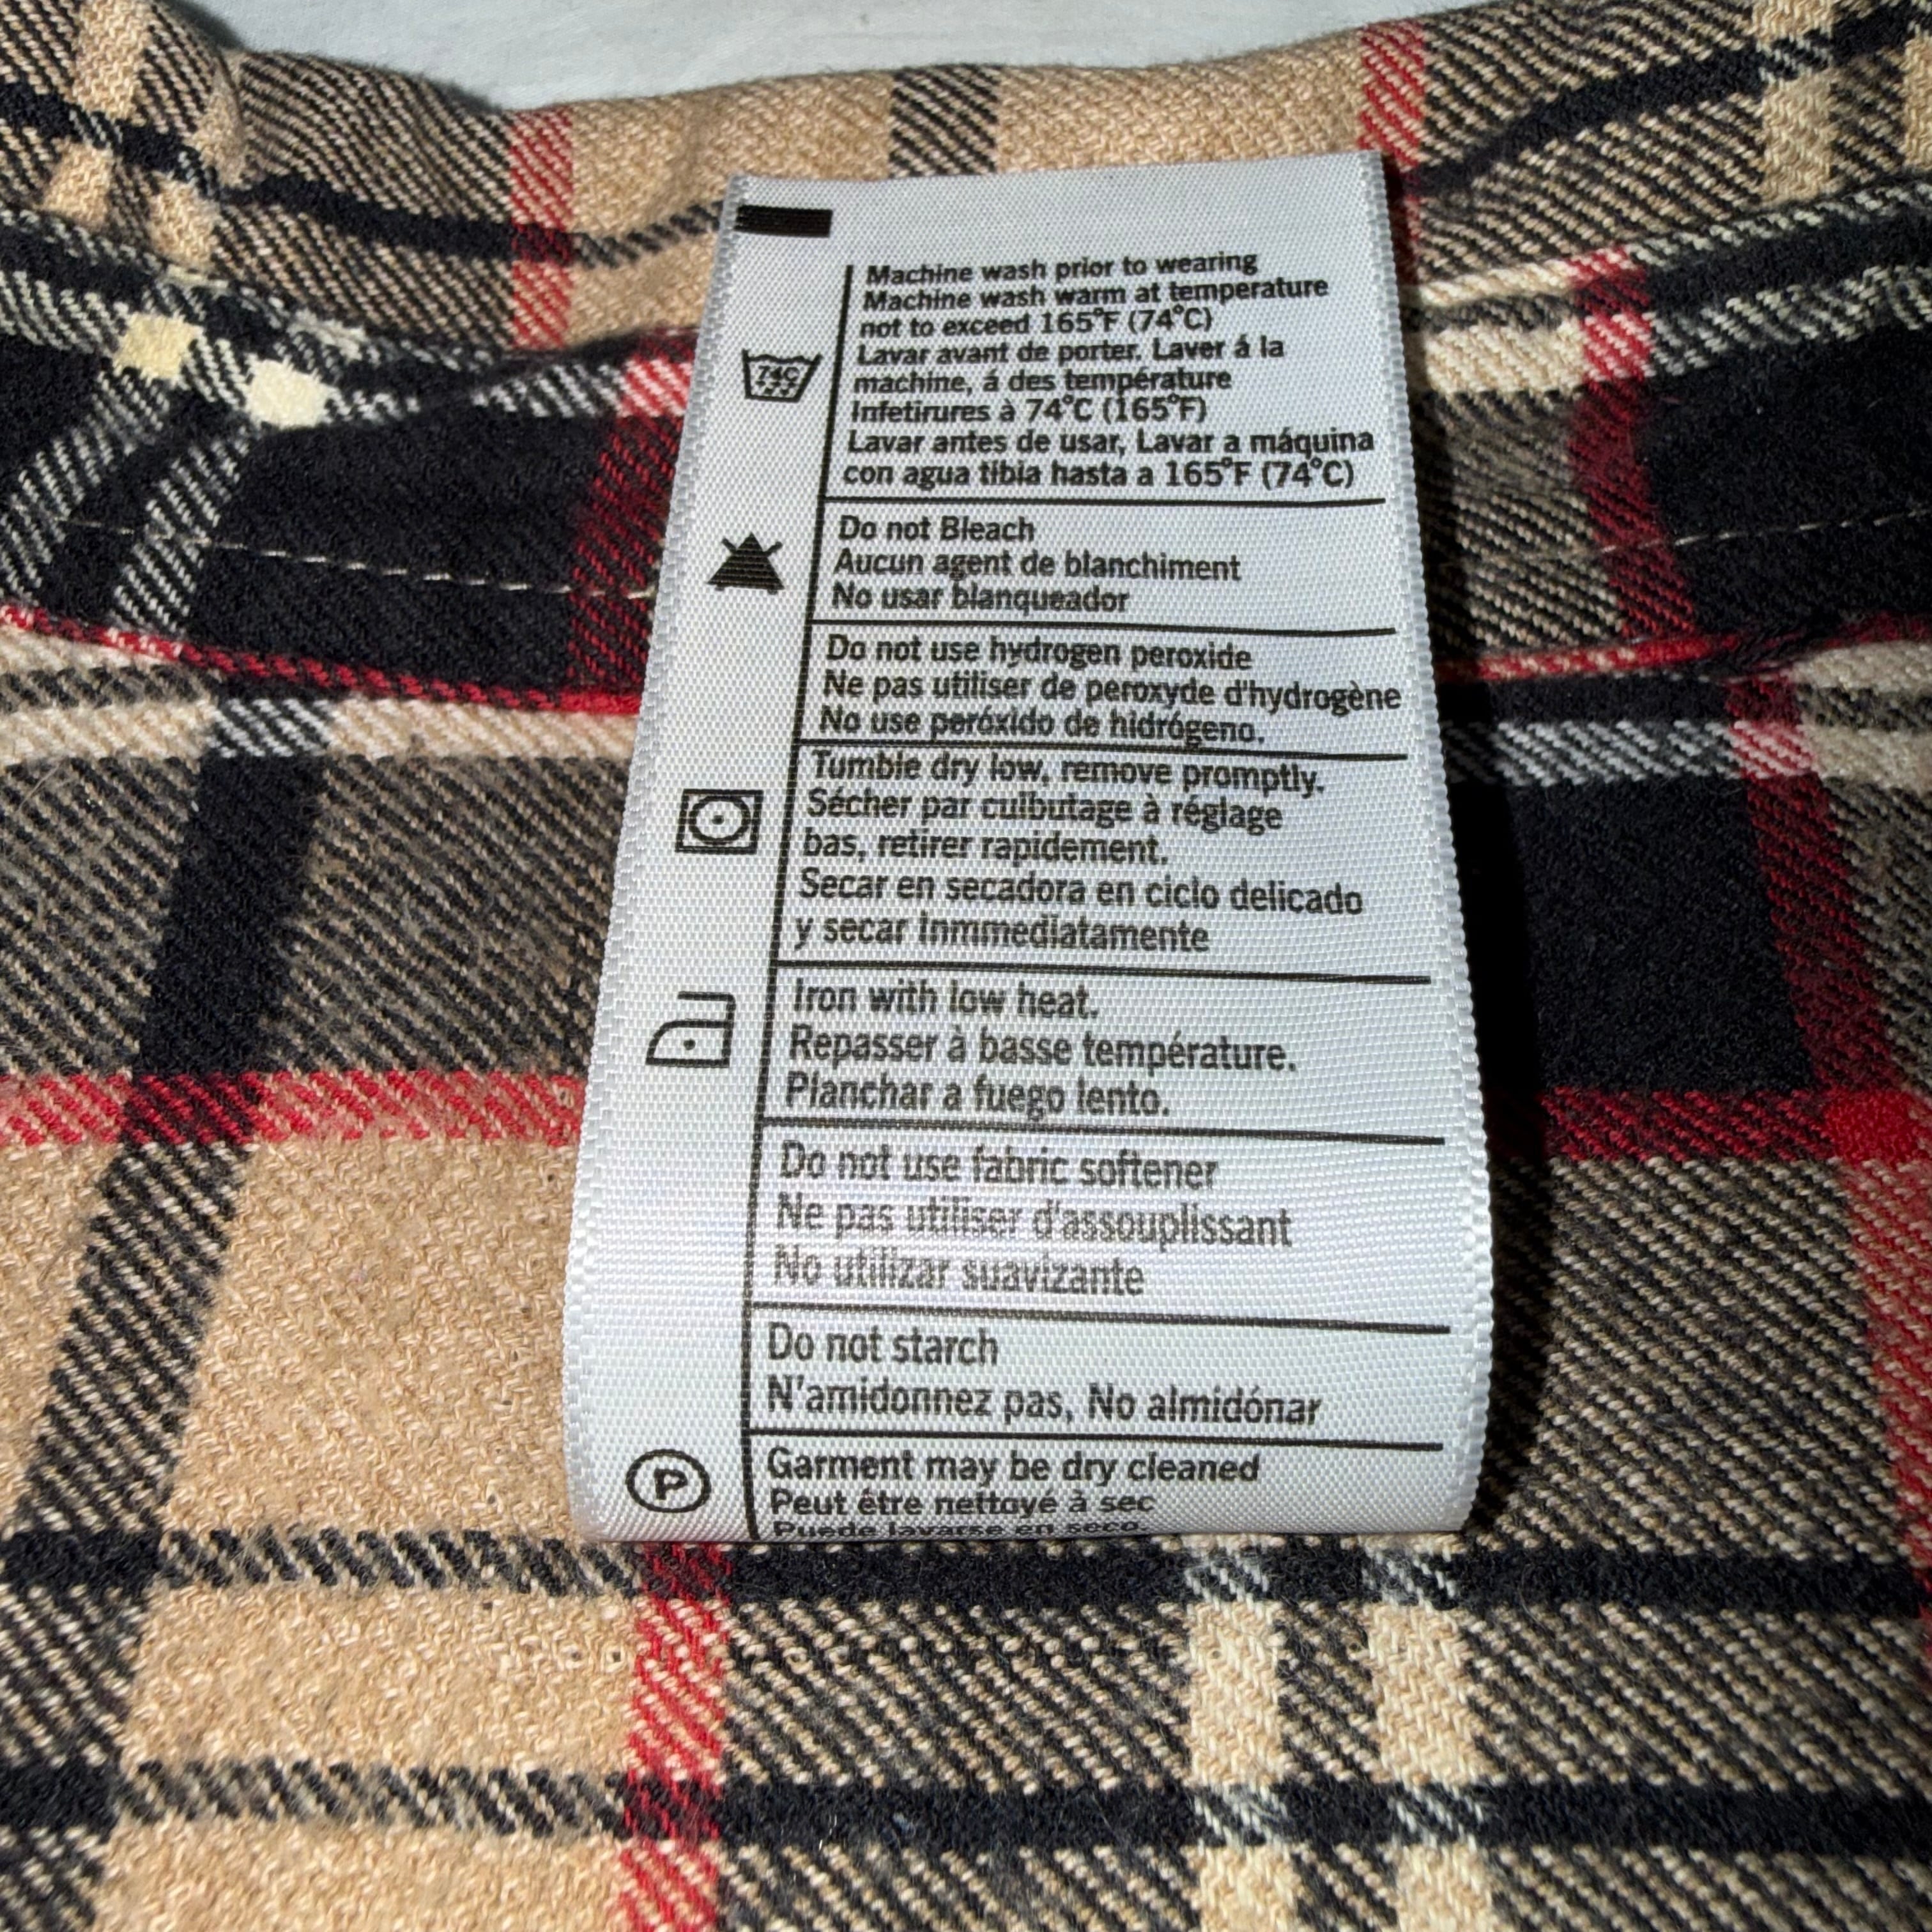 Machine wash prior to wearing
Machine wash warm at temperature
not to exceed 165°F (74°C)
Lavar avant de porter. Laver á la
machine, á des température
Infetirures à 74°C (165°F)
Lavar antes de usar, Lavar a máquina
con agua tibia hasta a 165°F (74°C)
74C
Do not Bleach
Aucun agent de blanchiment
No usar blanqueador
Do not use hydrogen peroxide
Ne pas utiliser de peroxyde d'hydrogène
No use peróxido de hidrógeno.
Tumble dry low, remove promptly.
Sécher par culbutage à réglage
bas, retirer rapidement.
Secar en secadora en ciclo delicado
y secar Inmmediatamente
Iron with low heat.
Repasser à basse température.
Planchar a fuego lento.
Do not use fabric softener
Ne pas utiliser d'assouplissant
No utilizar suavizante
Do not starch
N'amidonnez pas, No almidónar
P
Garment may be dry cleaned
Peut être nettoyé à sec
Puede lavarse en seco